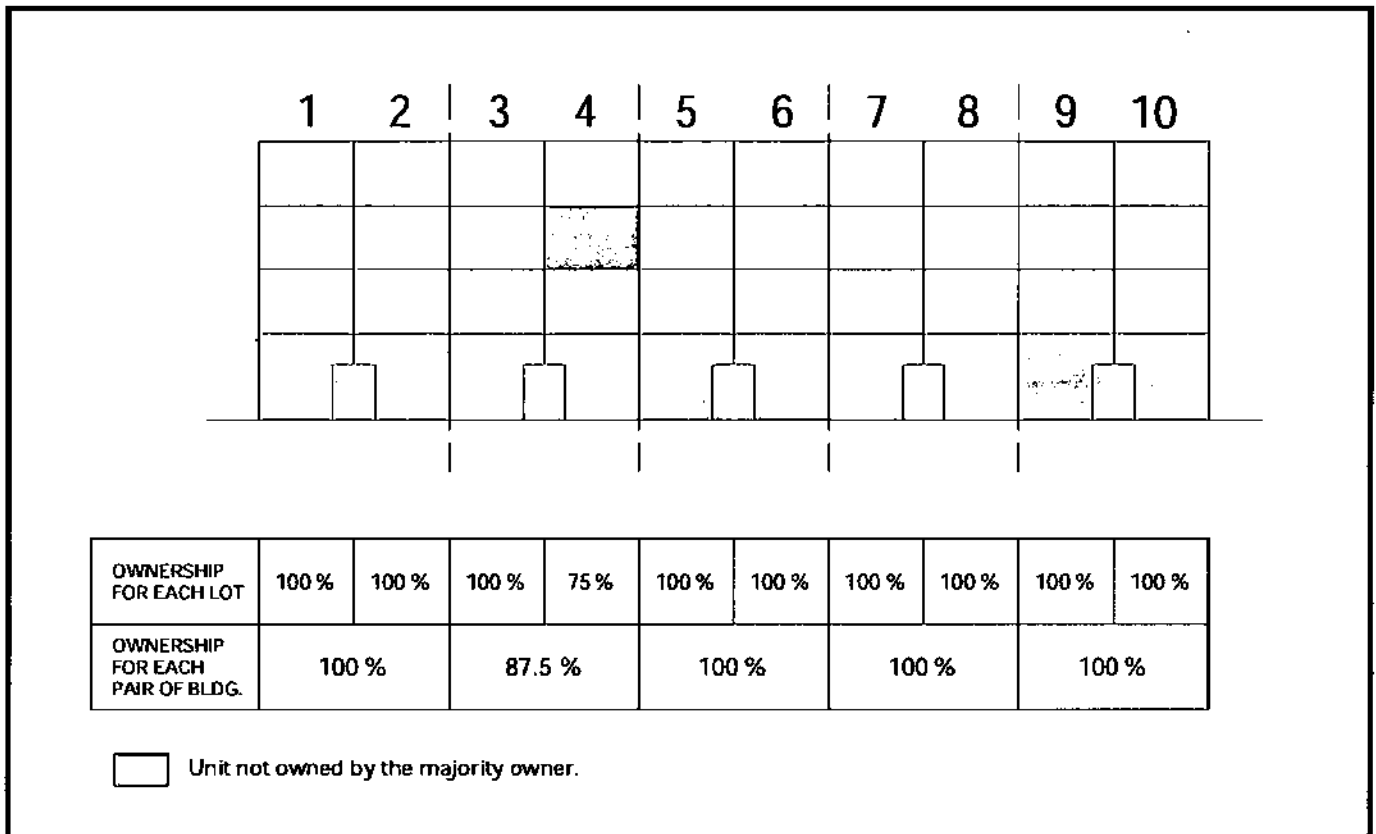 1 2 3 4 5 6 7 8 9 10
OWNERSHIP
FOR EACH LOT
100 % 100 % 100 % 75 % 100 % 100 % 100 % 100 % 100 % 100 %
OWNERSHIP
FOR EACH
PAIR OF BLDG.
100 % 87.5 % 100 % 100 % 100 %
Unit not owned by the majority owner.